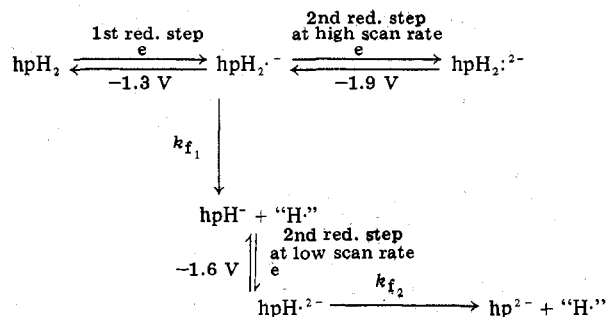 1st red. step
e
2nd red. step
at high scan rate
e
hpH₂
hpH₂·⁻
hpH₂:²⁻
−1.3 V
−1.9 V
k_f₁
hpH⁻ + “H·”
2nd red. step
at low scan rate
e
−1.6 V
k_f₂
hpH·²⁻
hp²⁻ + “H·”